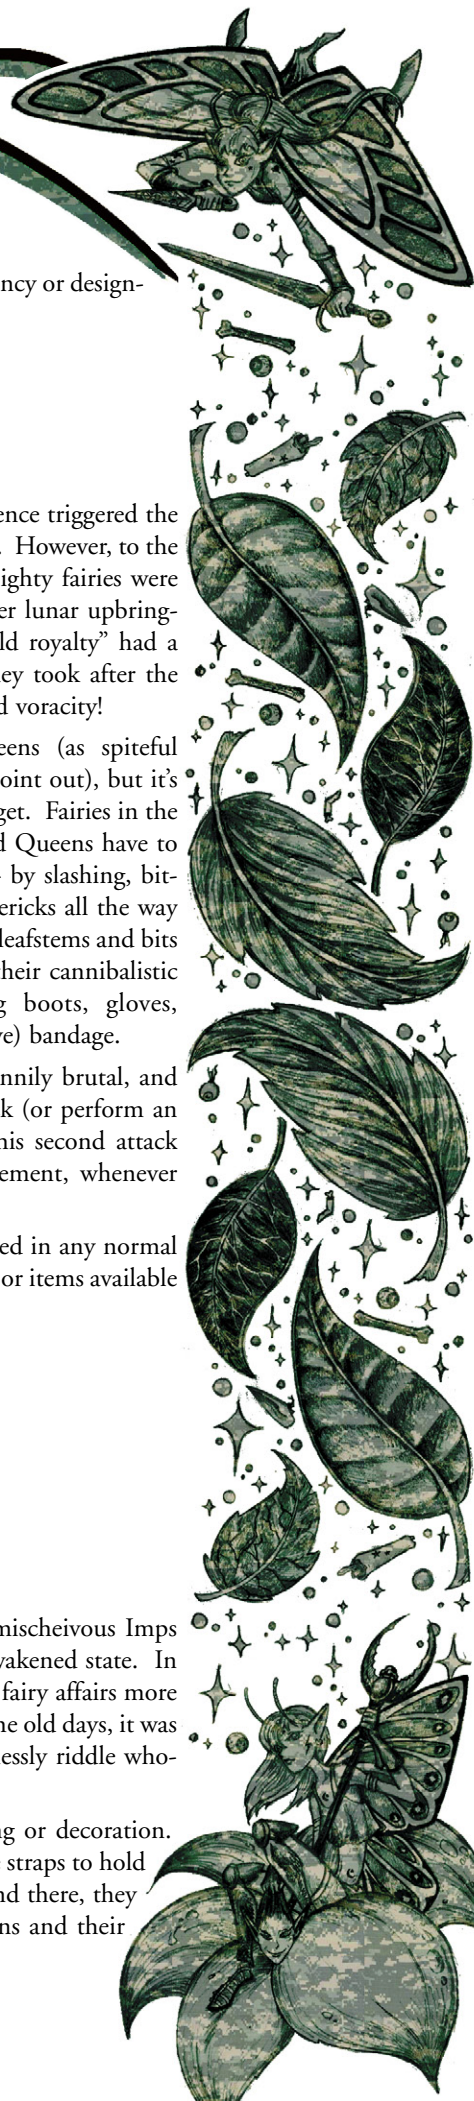 ncy or design-
ence triggered the
. However, to the
ighty fairies were
er lunar upbring-
ld royalty” had a
ey took after the
d voracity!
eens (as spiteful
oint out), but it’s
get. Fairies in the
d Queens have to
by slashing, bit-
ericks all the way
leafstems and bits
heir cannibalistic
g boots, gloves,
ve) bandage.
nnily brutal, and
k (or perform an
his second attack
ement, whenever
ed in any normal
or items available
mischeivous Imps
wakened state. In
fairy affairs more
ne old days, it was
lessly riddle who-
ng or decoration.
e straps to hold
nd there, they
ns and their